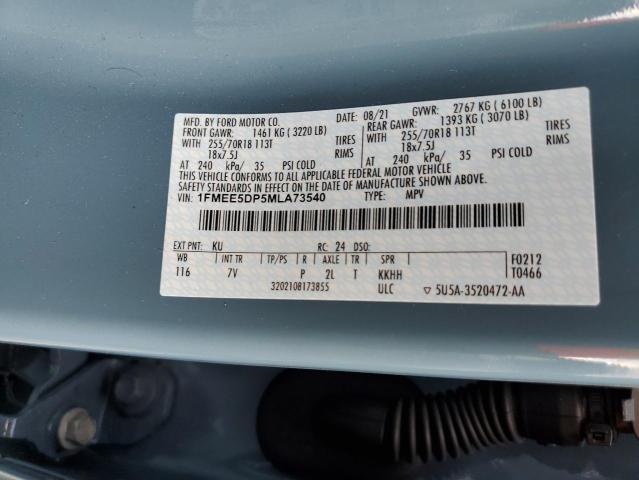 MFD. BY FORD MOTOR CO.
DATE: 08/21 GVWR: 2767 KG ( 6100 LB)
FRONT GAWR: 1461 KG ( 3220 LB) REAR GAWR: 1393 KG ( 3070 LB)
WITH 255/70R18 113T TIRES WITH 255/70R18 113T TIRES
18x7.5J RIMS 18x7.5J RIMS
AT 240 kPa/ 35 PSI COLD AT 240 kPa/ 35 PSI COLD
THIS VEHICLE CONFORMS TO ALL APPLICABLE FEDERAL MOTOR VEHICLE
SAFETY STANDARDS IN EFFECT ON THE DATE OF MANUFACTURE SHOWN ABOVE.
VIN: 1FMEE5DP5MLA73540 TYPE: MPV
EXT PNT: KU RC: 24 DSO:
WB INT TR TP/PS R AXLE TR SPR F0212
116 7V P 2L T KKHH T0466
3202108173855 ULC ▽ 5U5A-3520472-AA